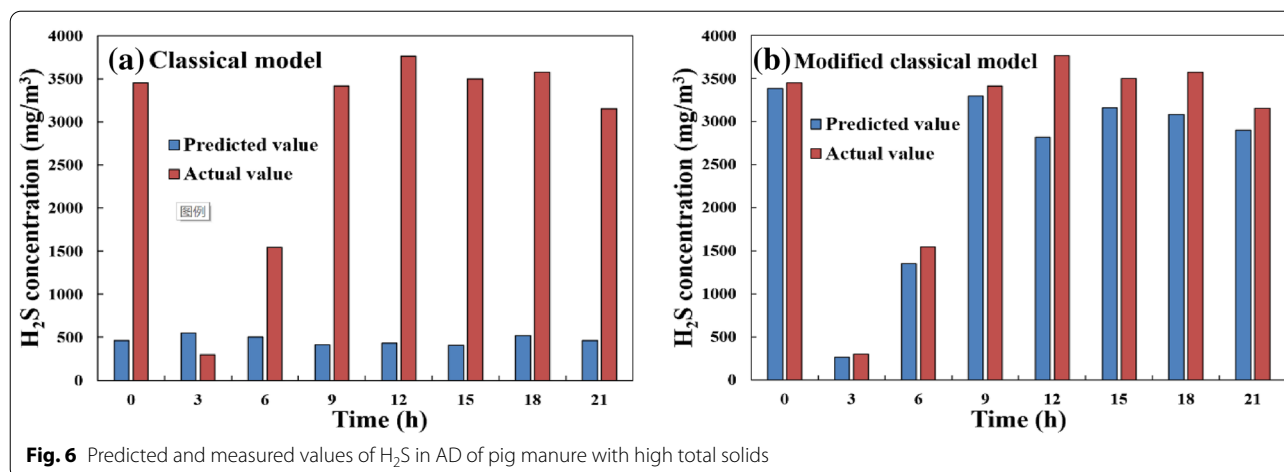 (a) Classical model
H₂S concentration (mg/m³)
4000
3500
3000
2500
2000
1500
1000
500
0
Predicted value
Actual value
图例
0 3 6 9 12 15 18 21
Time (h)
(b) Modified classical model
H₂S concentration (mg/m³)
4000
3500
3000
2500
2000
1500
1000
500
0
Predicted value
Actual value
0 3 6 9 12 15 18 21
Time (h)
Fig. 6 Predicted and measured values of H₂S in AD of pig manure with high total solids